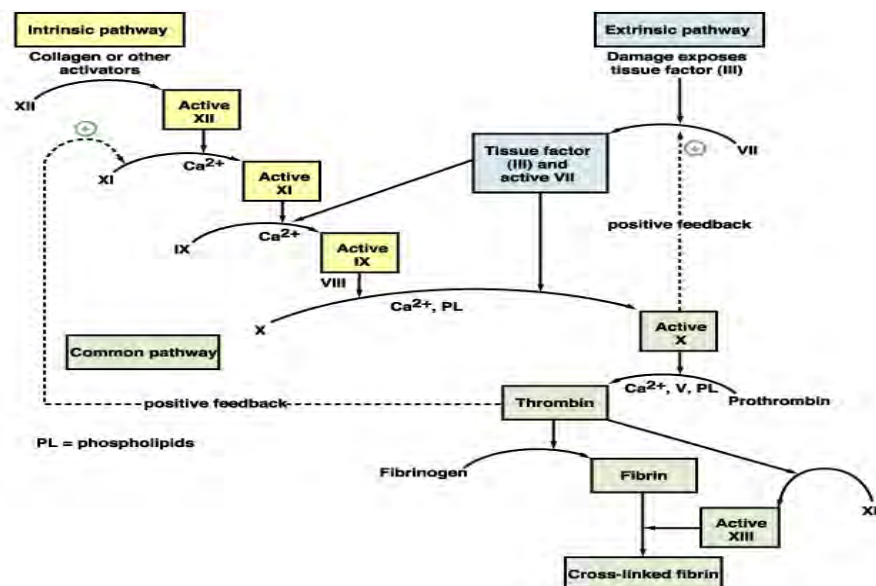 Intrinsic pathway
Extrinsic pathway
Collagen or other
activators
Damage exposes
tissue factor (III)
XII
Active
XII
+
XI
Ca2+
Active
XI
Tissue factor
(III) and
active VII
+
VII
positive feedback
IX
Ca2+
Active
IX
VIII
X
Ca2+, PL
Active
X
Common pathway
Ca2+, V, PL
Prothrombin
positive feedback
Thrombin
PL = phospholipids
Fibrinogen
Fibrin
Active
XIII
Cross-linked fibrin